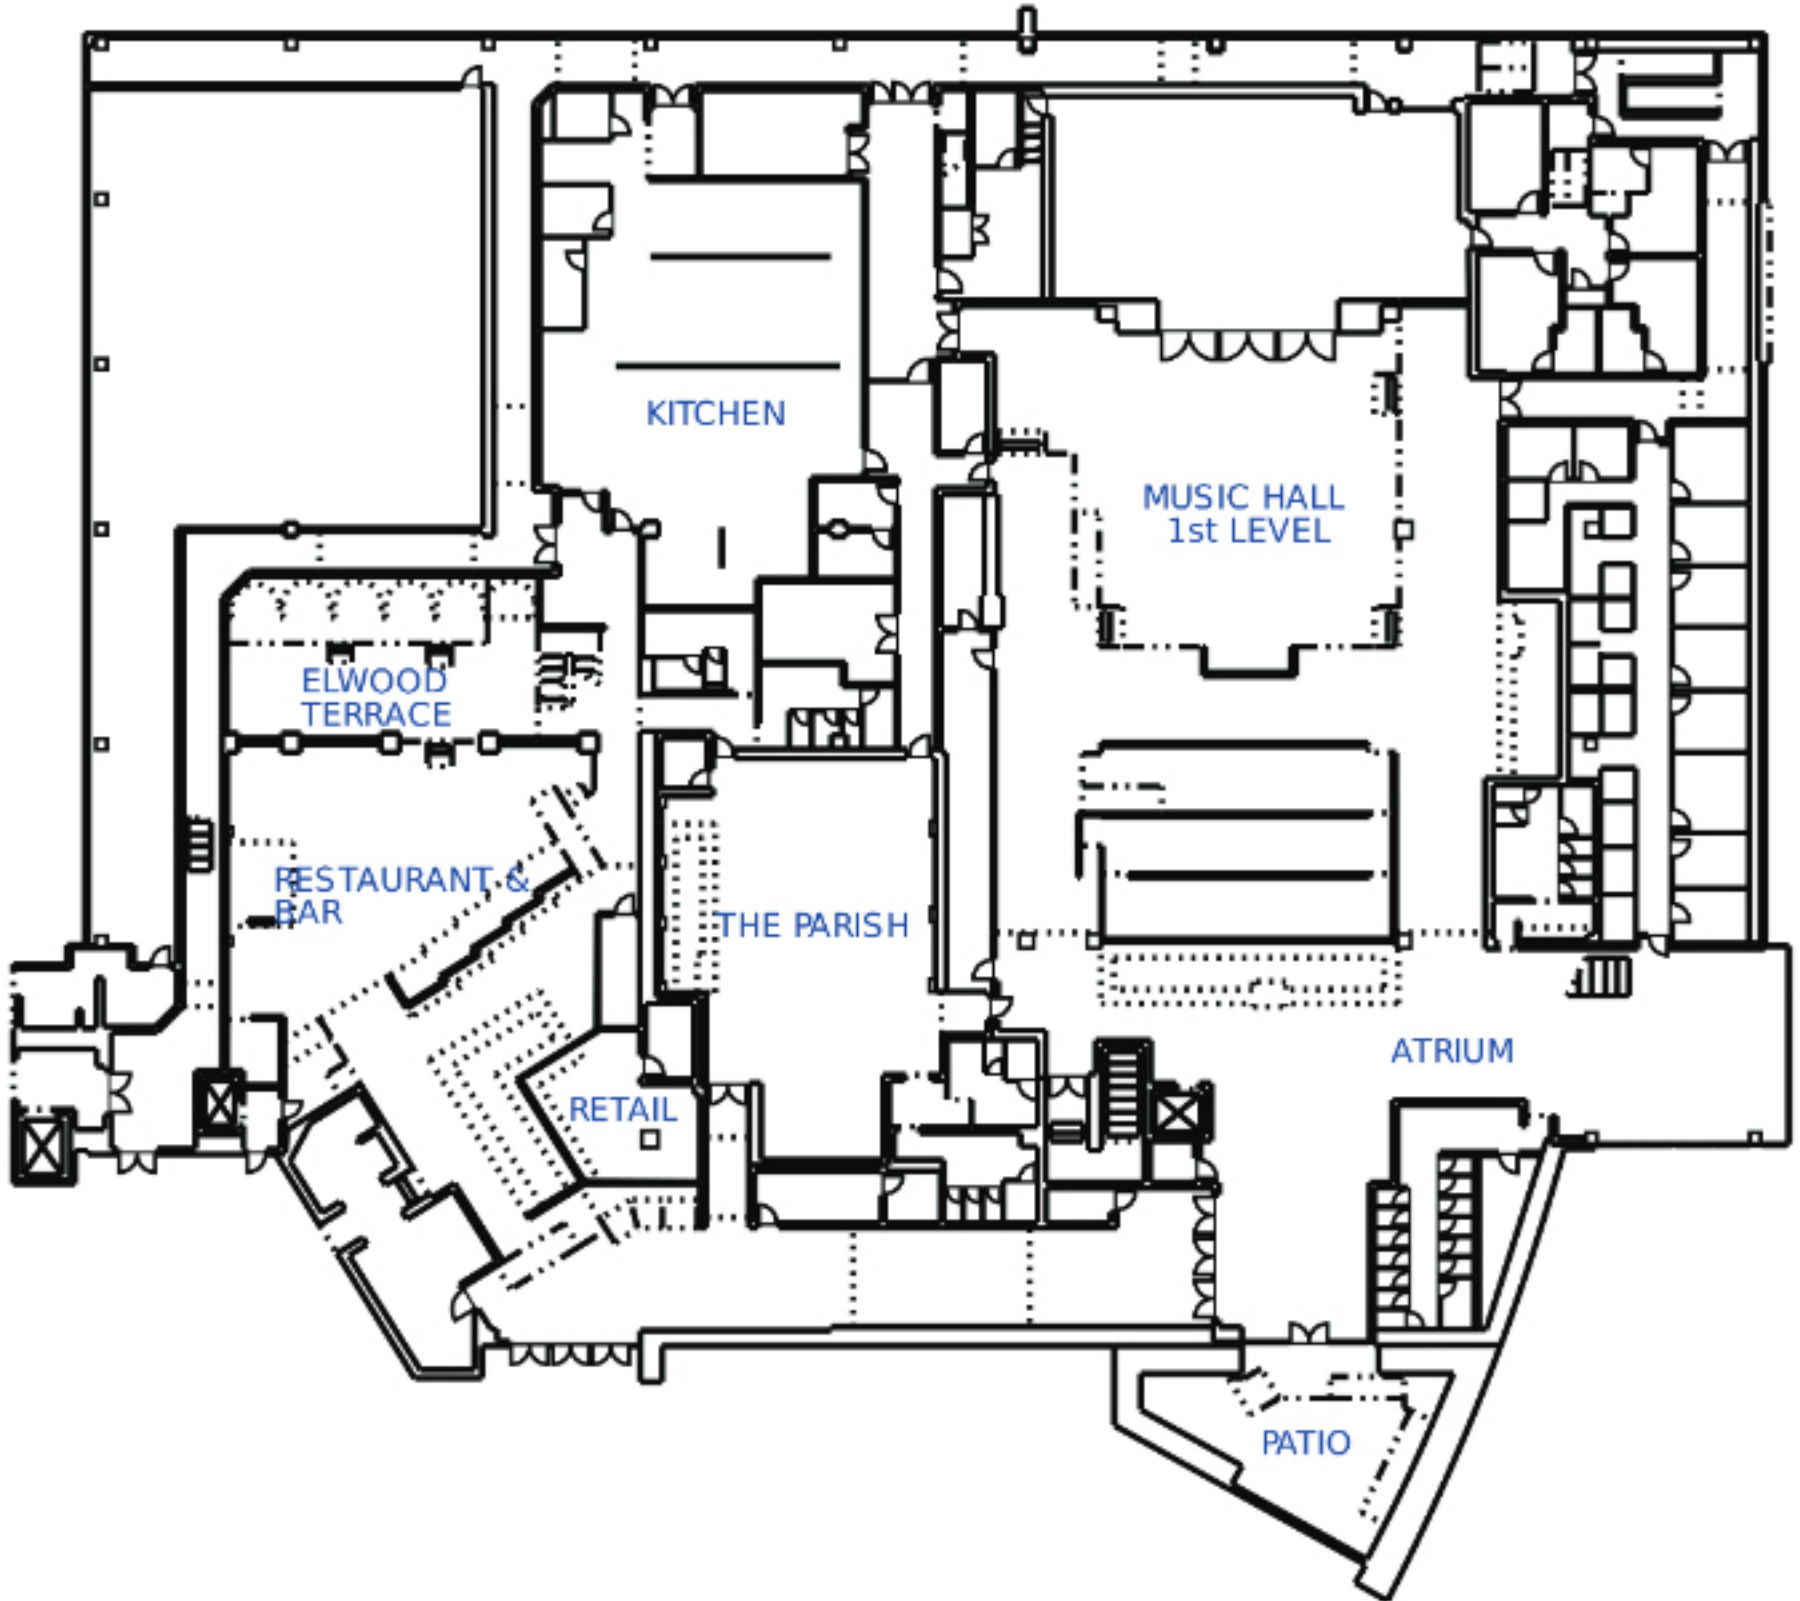 KITCHEN
MUSIC HALL
1st LEVEL
ELWOOD
TERRACE
RESTAURANT &
BAR
THE PARISH
ATRIUM
RETAIL
PATIO